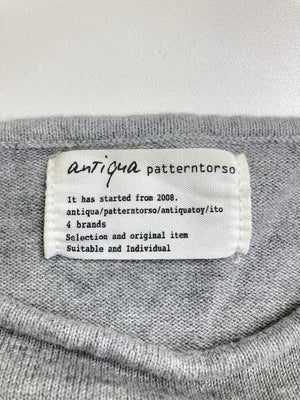 antiqua patterntorso
It has started from 2008.
antiqua/patterntorso/antiquatoy/ito
4 brands
Selection and original item
Suitable and Individual